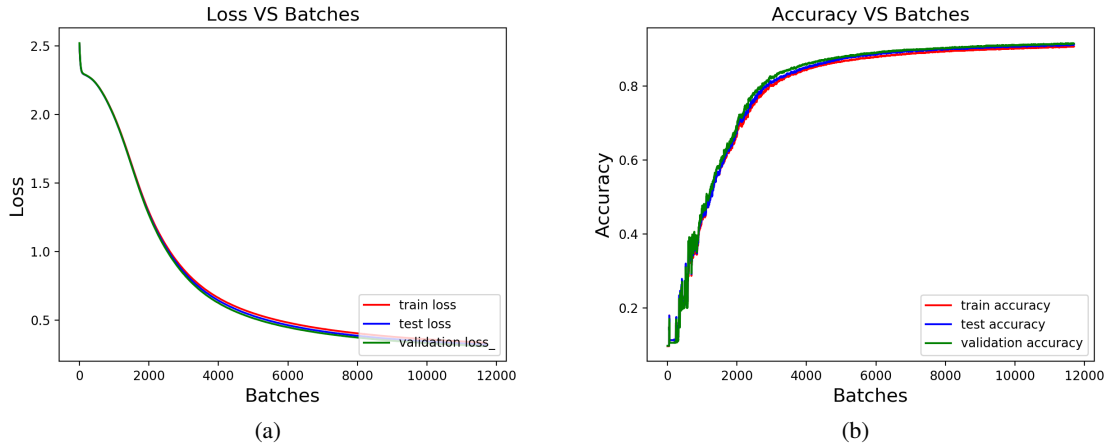 Loss VS Batches
2.5
2.0
1.5
1.0
0.5
Loss
0 2000 4000 6000 8000 10000 12000
Batches
train loss
test loss
validation loss_
(a)
Accuracy VS Batches
0.8
0.6
0.4
0.2
Accuracy
0 2000 4000 6000 8000 10000 12000
Batches
train accuracy
test accuracy
validation accuracy
(b)